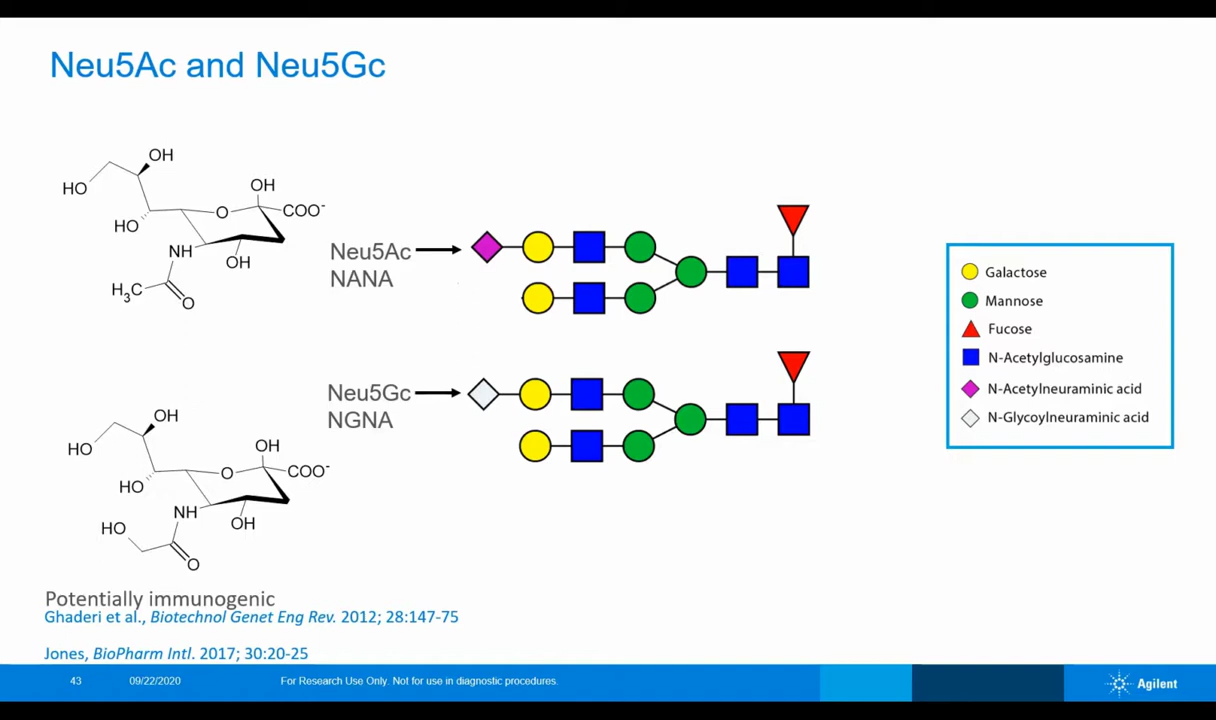 Neu5Ac and Neu5Gc
OH
HO
OH
HO
O
COO-
NH
OH
H3C
O
Neu5Ac
NANA
Galactose
Mannose
Fucose
N-Acetylglucosamine
N-Acetylneuraminic acid
N-Glycoylneuraminic acid
Neu5Gc
NGNA
OH
HO
OH
HO
O
COO-
NH
OH
HO
O
Potentially immunogenic
Ghaderi et al., Biotechnol Genet Eng Rev. 2012; 28:147-75
Jones, BioPharm Intl. 2017; 30:20-25
43
09/22/2020
For Research Use Only. Not for use in diagnostic procedures.
Agilent